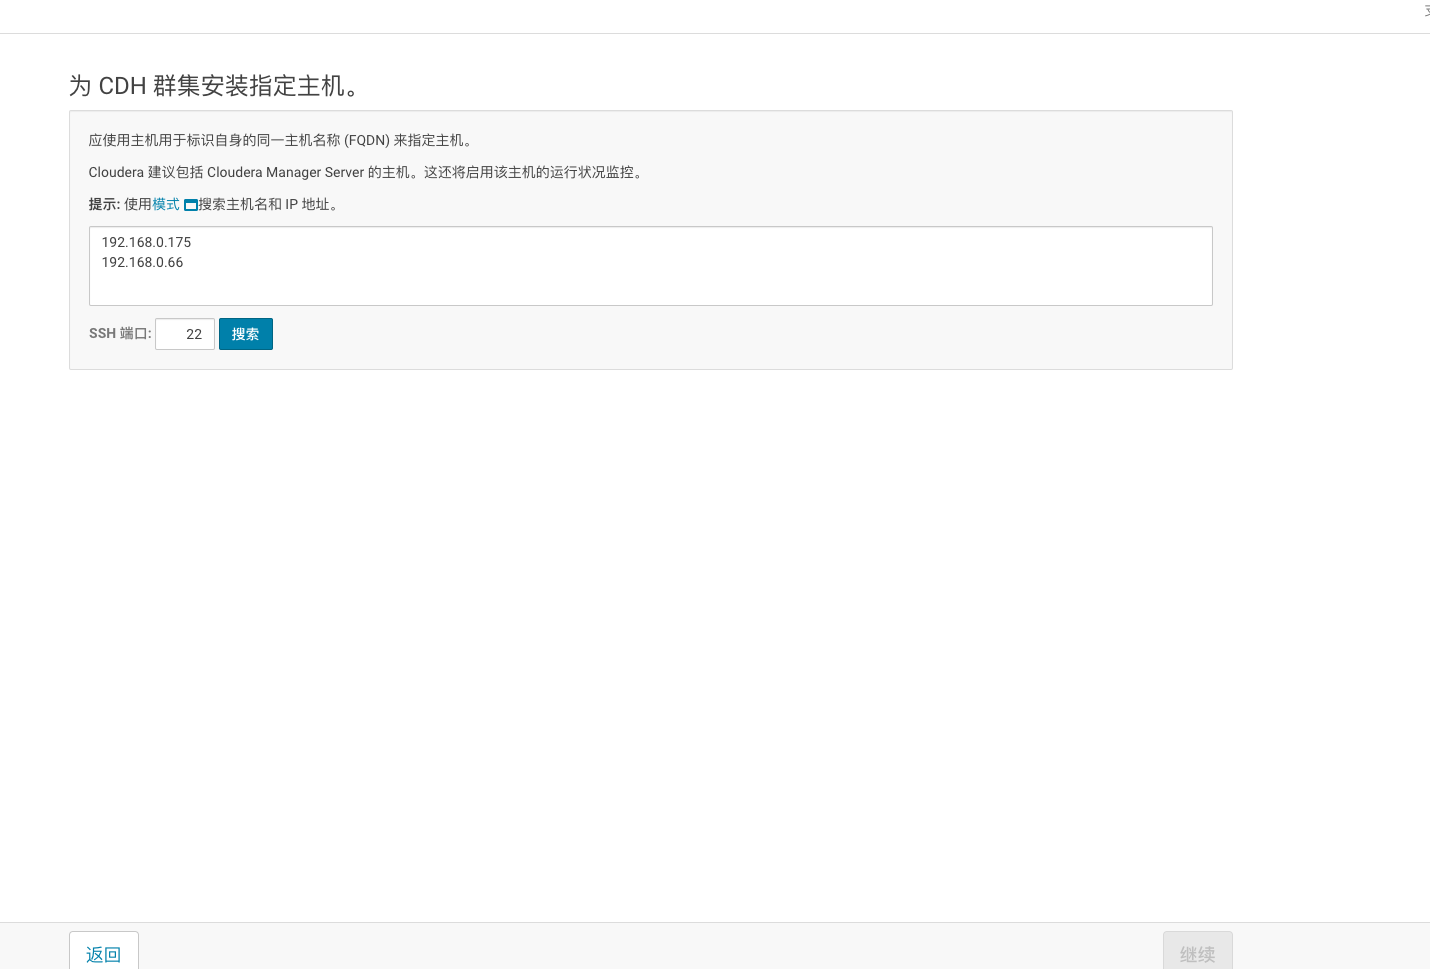 为 CDH 群集安装指定主机。
应使用主机用于标识自身的同一主机名称 (FQDN) 来指定主机。
Cloudera 建议包括 Cloudera Manager Server 的主机。这还将启用该主机的运行状况监控。
提示: 使用模式 搜索主机名和 IP 地址。
192.168.0.175
192.168.0.66
SSH 端口: 22 搜索
返回 继续